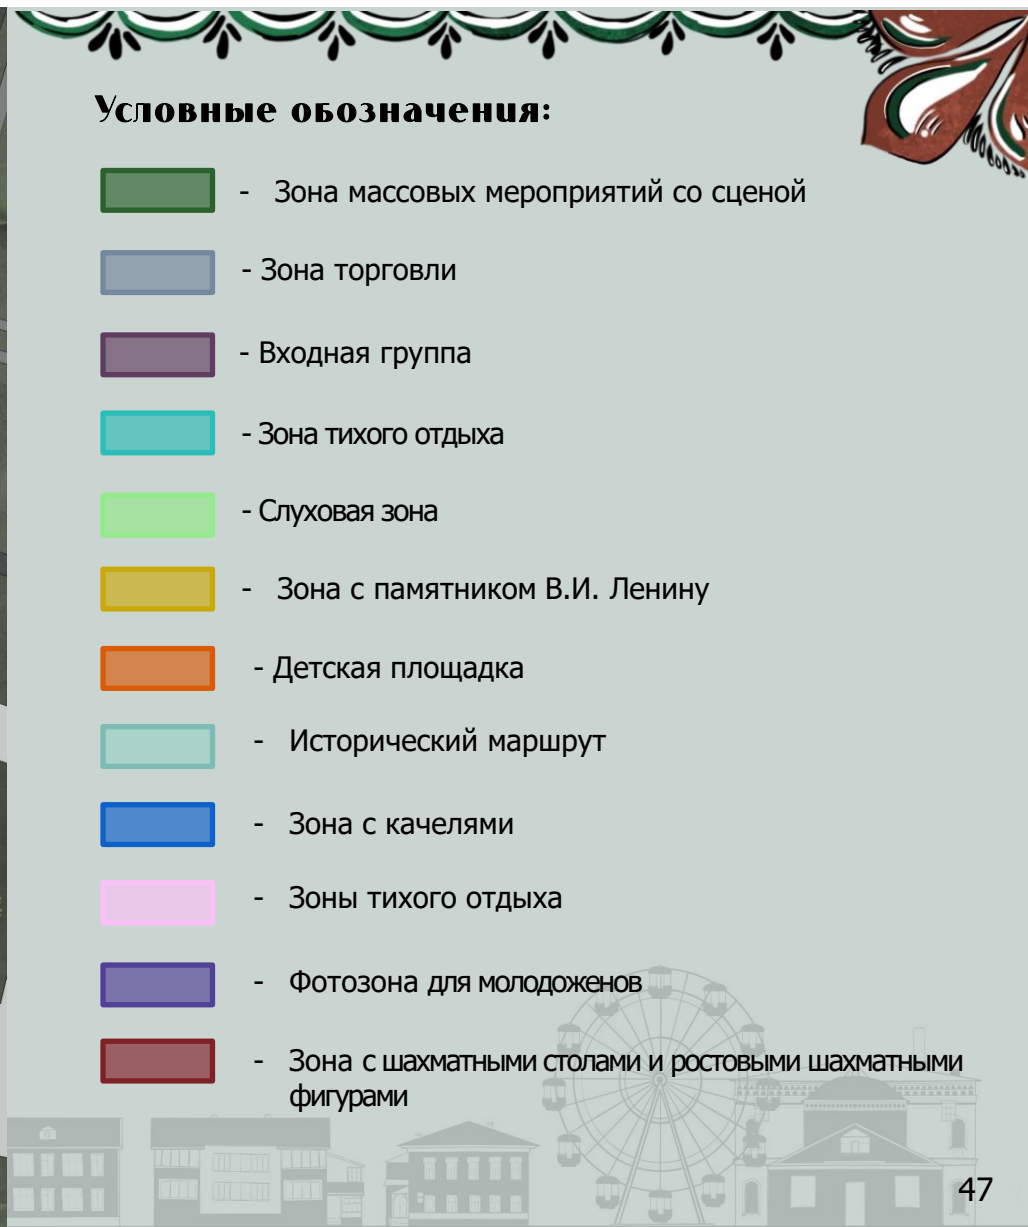 Условные обозначения:
- Зона массовых мероприятий со сценой
- Зона торговли
- Входная группа
- Зона тихого отдыха
- Слуховая зона
- Зона с памятником В.И. Ленину
- Детская площадка
- Исторический маршрут
- Зона с качелями
- Зоны тихого отдыха
- Фотозона для молодоженов
- Зона с шахматными столами и ростовыми шахматными
фигурами
47